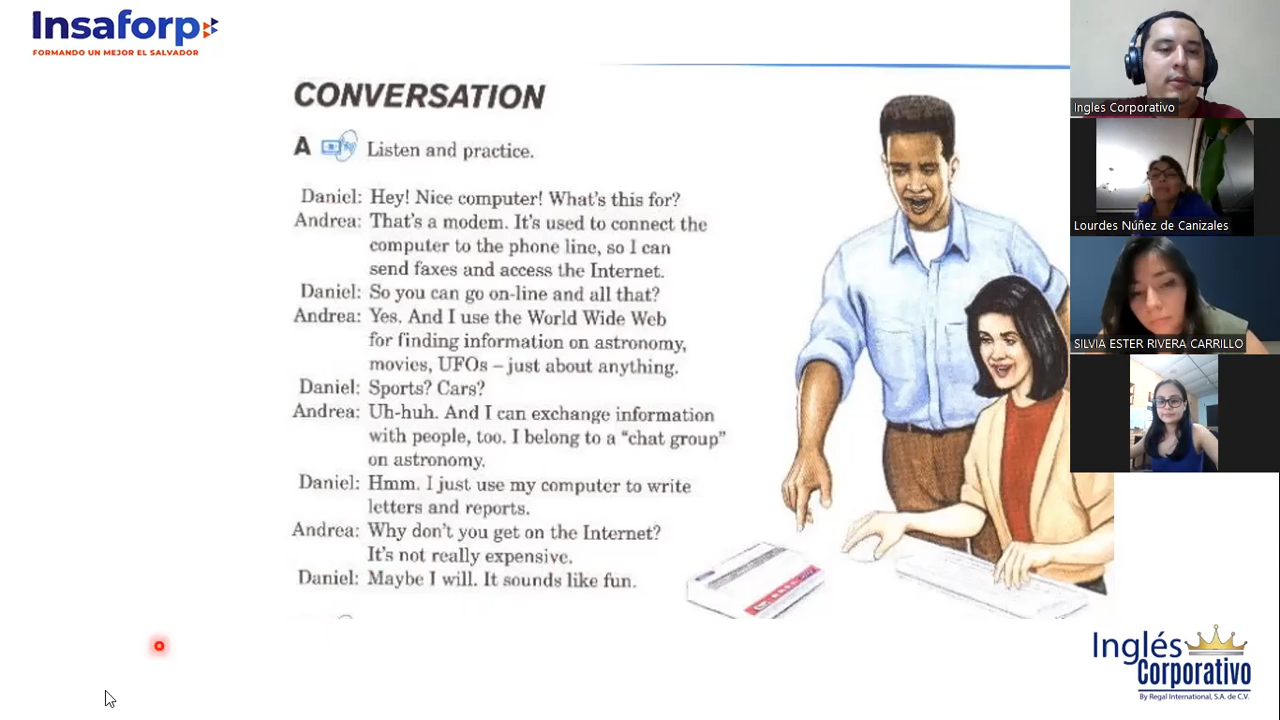 Insaforp
FORMANDO UN MEJOR EL SALVADOR
CONVERSATION
A Listen and practice.
Daniel: Hey! Nice computer! What's this for?
Andrea: That's a modem. It's used to connect the
computer to the phone line, so I can
send faxes and access the Internet.
Daniel: So you can go on-line and all that?
Andrea: Yes. And I use the World Wide Web
for finding information on astronomy,
movies, UFOs – just about anything.
Daniel: Sports? Cars?
Andrea: Uh-huh. And I can exchange information
with people, too. I belong to a “chat group”
on astronomy.
Daniel: Hmm. I just use my computer to write
letters and reports.
Andrea: Why don't you get on the Internet?
It's not really expensive.
Daniel: Maybe I will. It sounds like fun.
Ingles Corporativo
Lourdes Núñez de Canizales
SILVIA ESTER RIVERA CARRILLO
Inglés
Corporativo
By Regal International, S.A. de C.V.